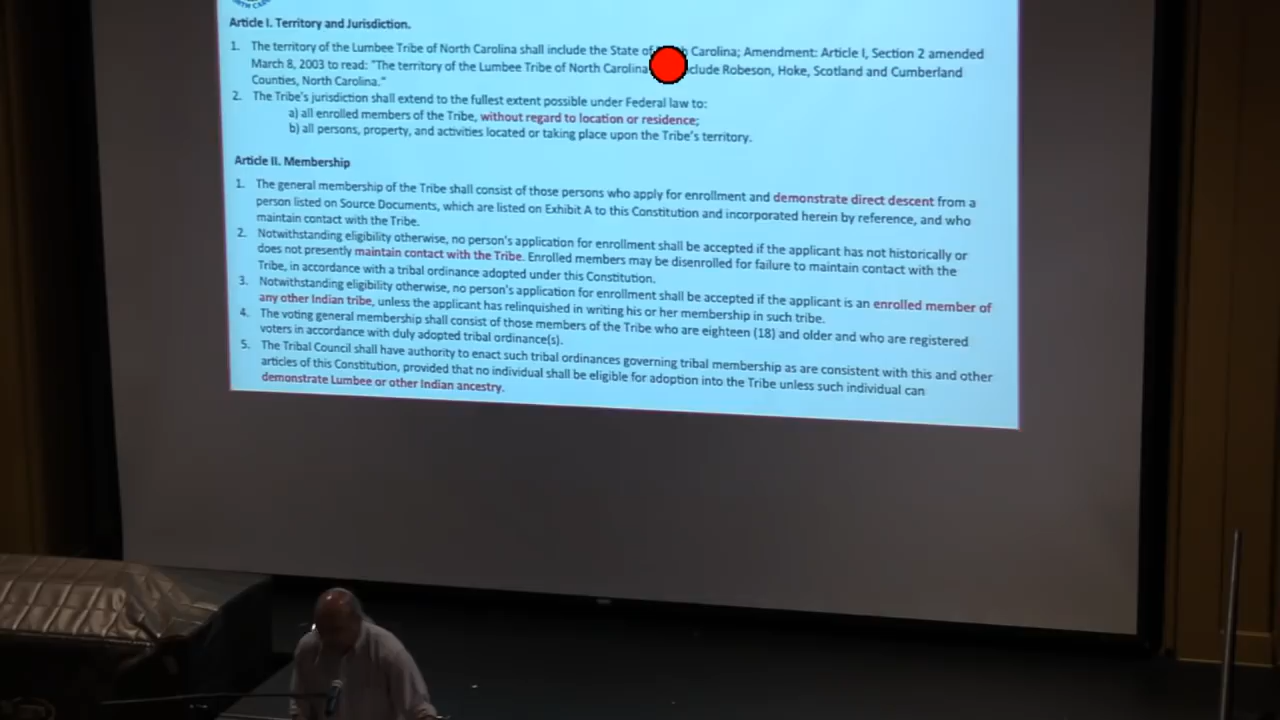 RTH CARO
Article I. Territory and Jurisdiction.
1. The territory of the Lumbee Tribe of North Carolina shall include the State of Carolina; Amendment: Article I, Section 2 amended
March 8, 2003 to read: "The territory of the Lumbee Tribe of North Carolina Robeson, Hoke, Scotland and Cumberland
Counties, North Carolina."
2. The Tribe's jurisdiction shall extend to the fullest extent possible under Federal law to:
a) all enrolled members of the Tribe, without regard to location or residence;
b) all persons, property, and activities located or taking place upon the Tribe's territory.
Article II. Membership
1. The general membership of the Tribe shall consist of those persons who apply for enrollment and demonstrate direct descent from a
person listed on Source Documents, which are listed on Exhibit A to this Constitution and incorporated herein by reference, and who
maintain contact with the Tribe.
2. Notwithstanding eligibility otherwise, no person's application for enrollment shall be accepted if the applicant has not historically or
does not presently maintain contact with the Tribe. Enrolled members may be disenrolled for failure to maintain contact with the
Tribe, in accordance with a tribal ordinance adopted under this Constitution.
3. Notwithstanding eligibility otherwise, no person's application for enrollment shall be accepted if the applicant is an enrolled member of
any other Indian tribe, unless the applicant has relinquished in writing his or her membership in such tribe.
4. The voting general membership shall consist of those members of the Tribe who are eighteen (18) and older and who are registered
voters in accordance with duly adopted tribal ordinance(s).
5. The Tribal Council shall have authority to enact such tribal ordinances governing tribal membership as are consistent with this and other
articles of this Constitution, provided that no individual shall be eligible for adoption into the Tribe unless such individual can
demonstrate Lumbee or other Indian ancestry.